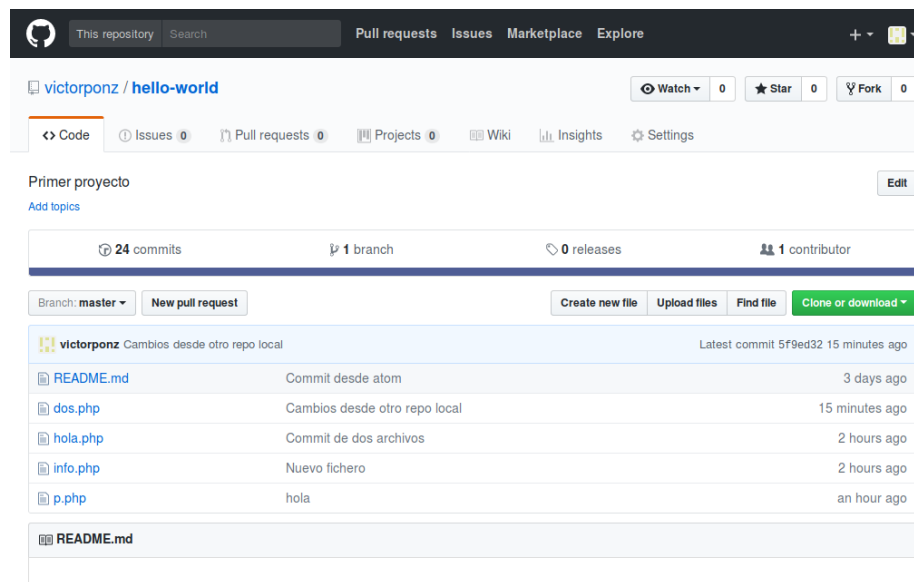 This repository Search Pull requests Issues Marketplace Explore
victorponz / hello-world Watch 0 Star 0 Fork 0
Code Issues 0 Pull requests 0 Projects 0 Wiki Insights Settings
Primer proyecto Edit
Add topics
24 commits 1 branch 0 releases 1 contributor
Branch: master New pull request Create new file Upload files Find file Clone or download
victorponz Cambios desde otro repo local Latest commit 5f9ed32 15 minutes ago
README.md Commit desde atom 3 days ago
dos.php Cambios desde otro repo local 15 minutes ago
hola.php Commit de dos archivos 2 hours ago
info.php Nuevo fichero 2 hours ago
p.php hola an hour ago
README.md